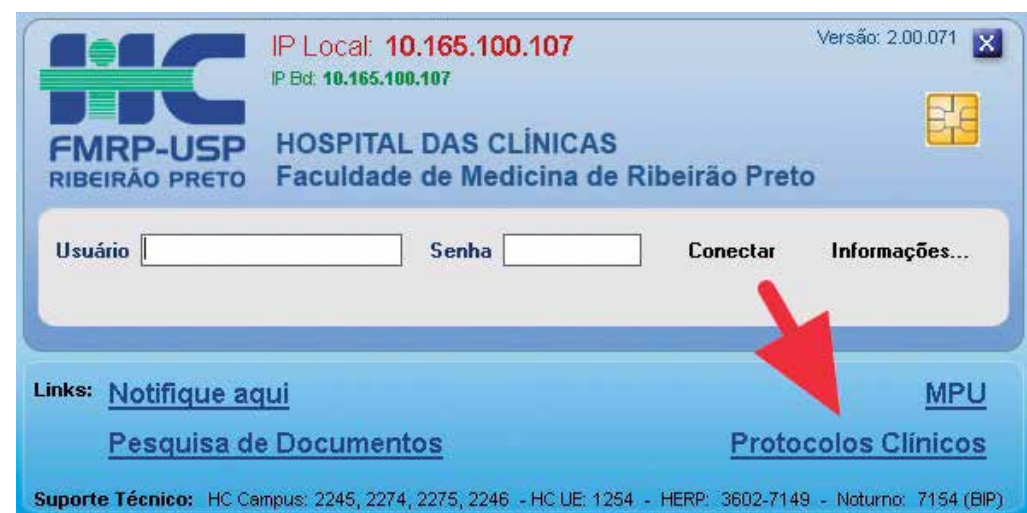 IP Local: 10.165.100.107
Versão: 2.00.071
X
IP Bd: 10.165.100.107
HC
FMRP-USP
RIBEIRÃO PRETO
HOSPITAL DAS CLÍNICAS
Faculdade de Medicina de Ribeirão Preto
Usuário Senha Conectar Informações...
Links: Notifique aqui MPU
Pesquisa de Documentos Protocolos Clínicos
Suporte Técnico: HC Campus: 2245, 2274, 2275, 2246 - HC UE: 1254 - HERP: 3602-7149 - Noturno: 7154 (BIP)